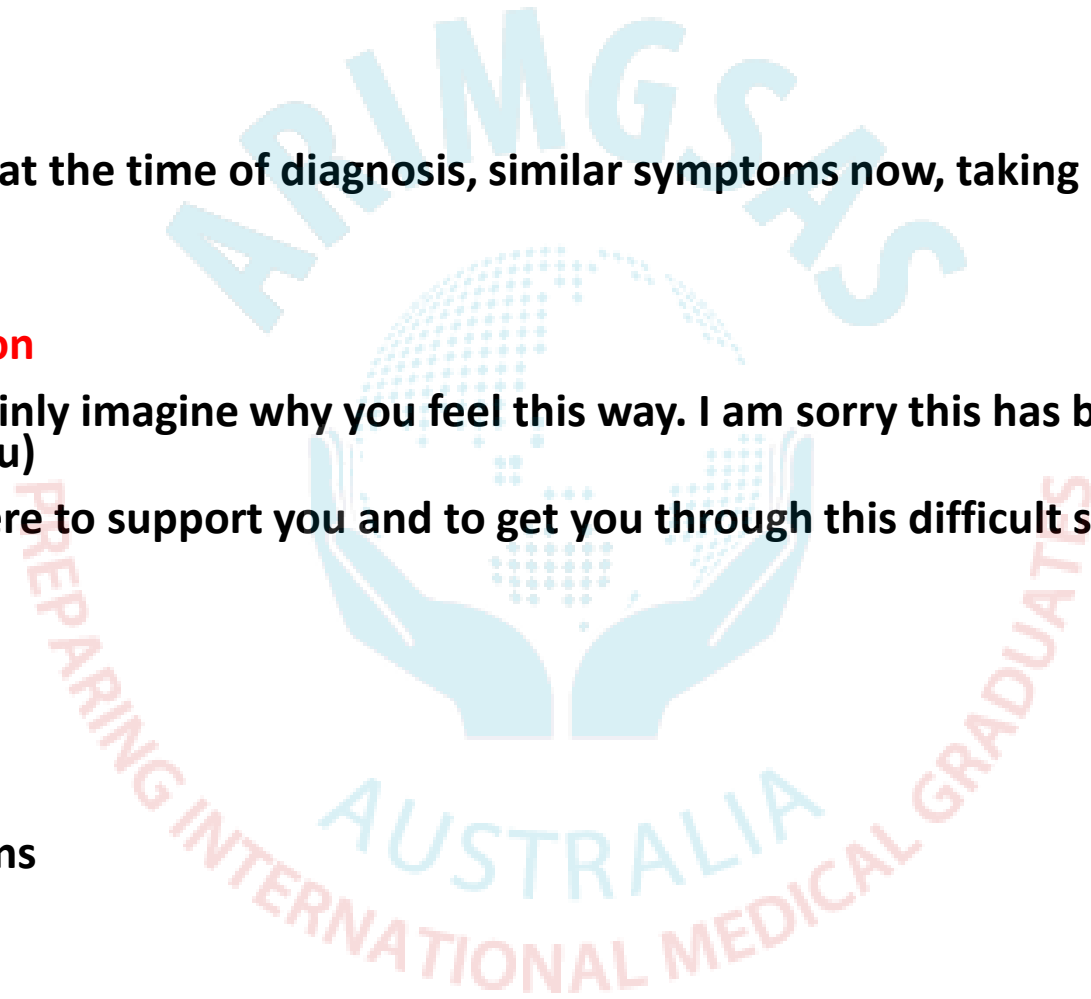 ARIMGSAS
at the time of diagnosis, similar symptoms now, taking
on
inly imagine why you feel this way. I am sorry this has b
u)
ere to support you and to get you through this difficult s
ns
AUSTRALIA
PREPARING INTERNATIONAL MEDICAL GRADUATES